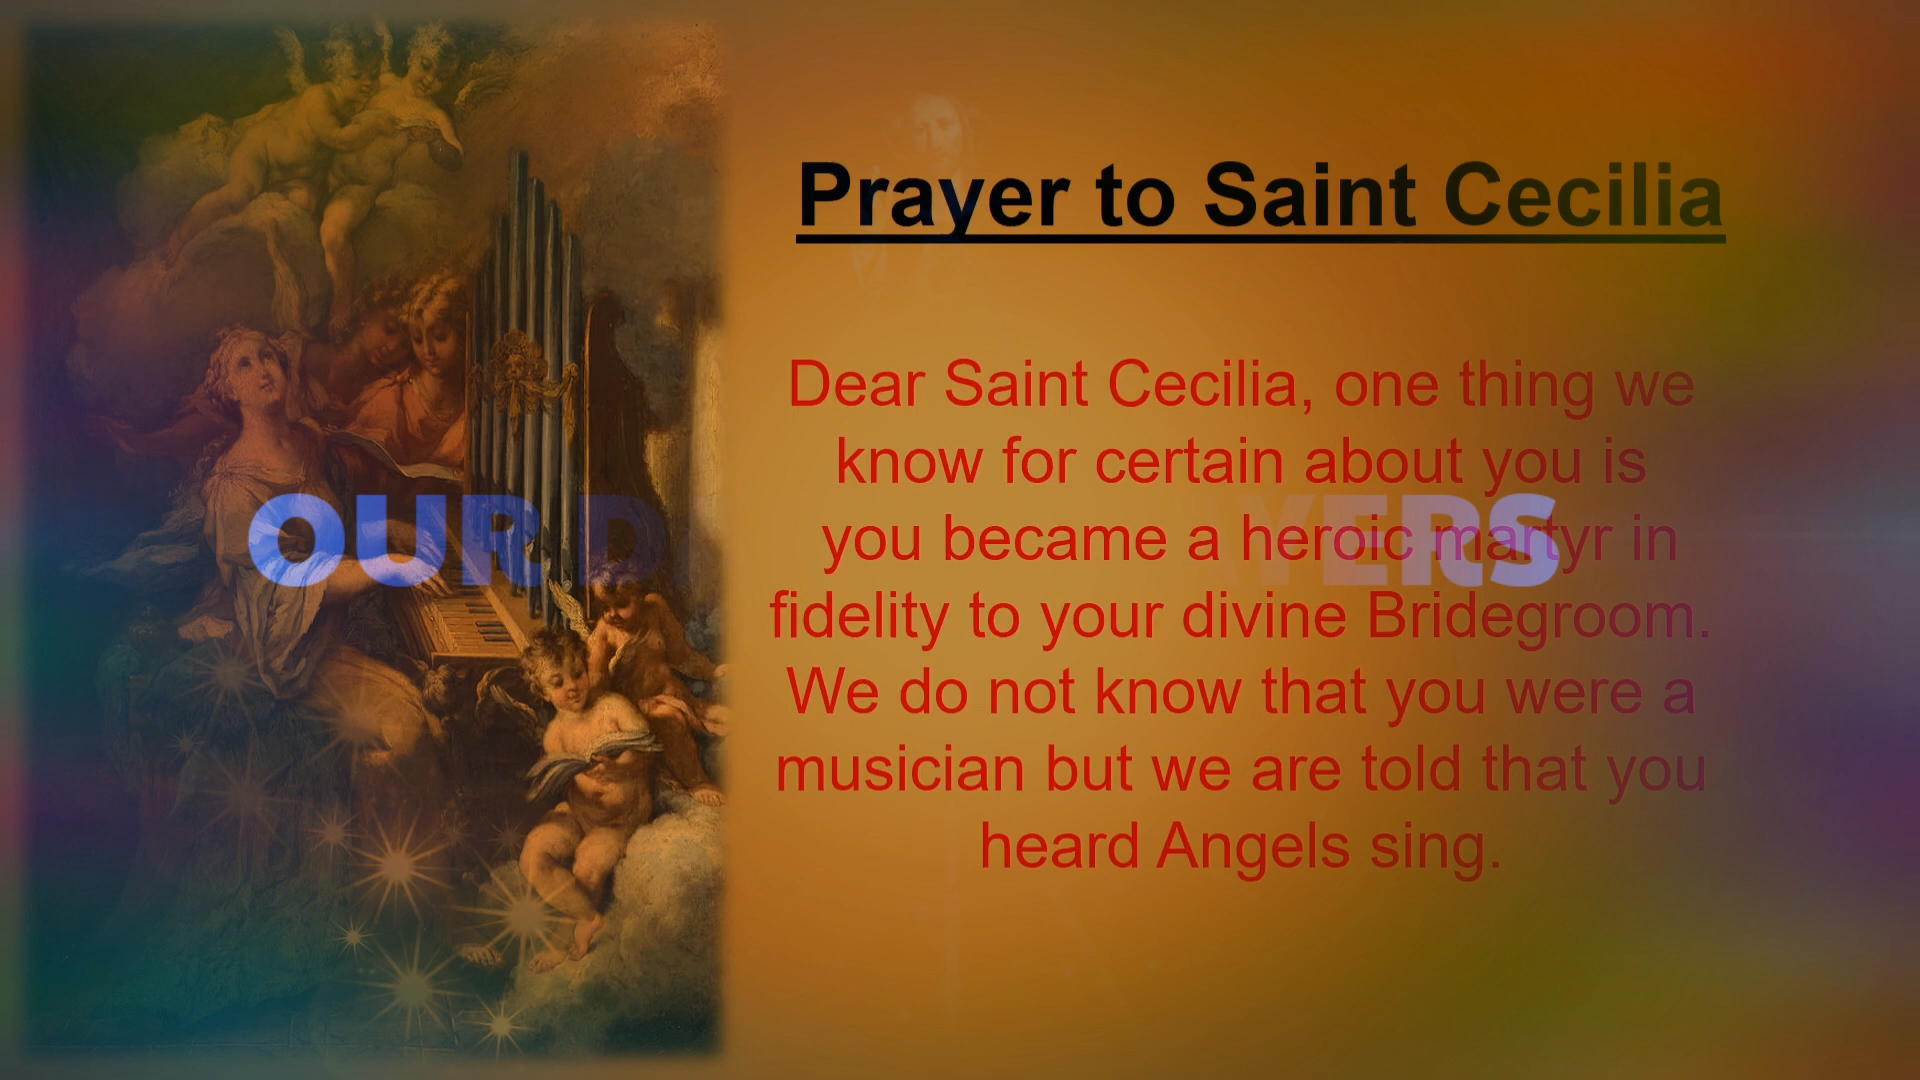 Prayer to Saint Cecilia
Dear Saint Cecilia, one thing we
know for certain about you is
you became a heroic martyr in
fidelity to your divine Bridegroom.
We do not know that you were a
musician but we are told that you
heard Angels sing.
OUR